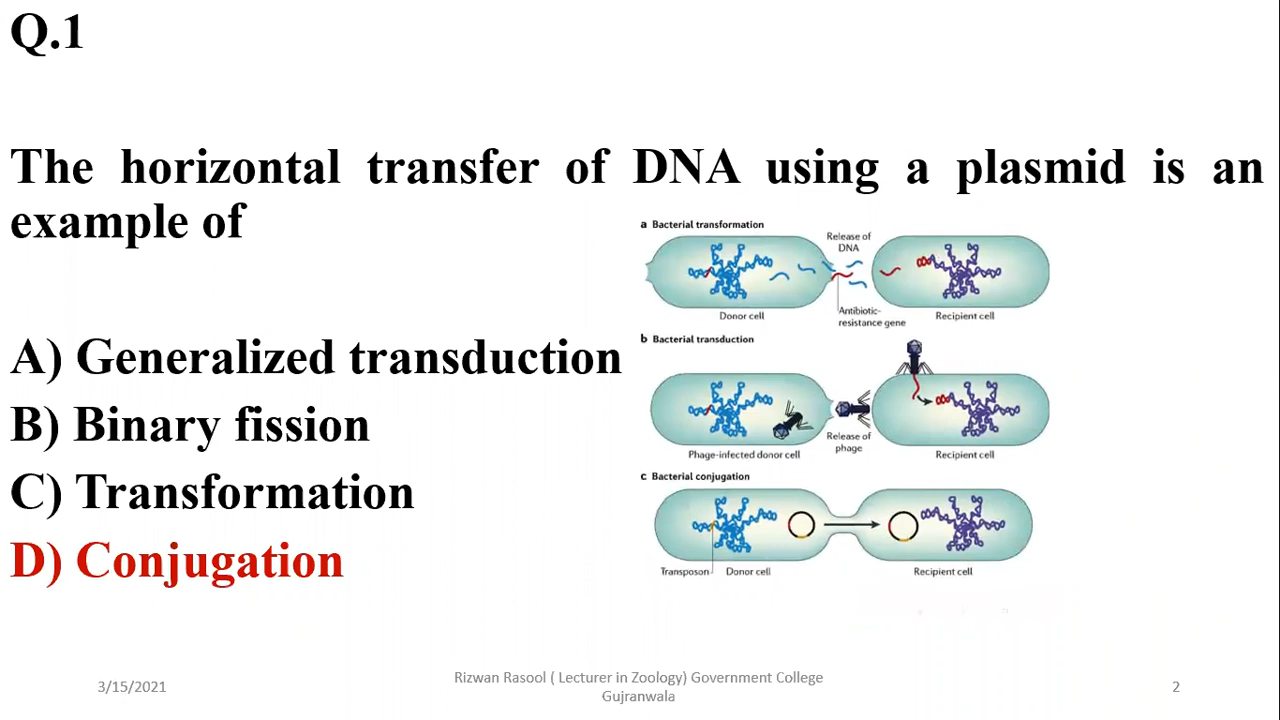 Q.1
The horizontal transfer of DNA using a plasmid is an
example of
A) Generalized transduction
B) Binary fission
C) Transformation
D) Conjugation
a Bacterial transformation
Release of
DNA
Donor cell
Antibiotic-
resistance gene
Recipient cell
b Bacterial transduction
Phage-infected donor cell
Release of
phage
Recipient cell
c Bacterial conjugation
Transposon
Donor cell
Recipient cell
3/15/2021
Rizwan Rasool ( Lecturer in Zoology) Government College
Gujranwala
2